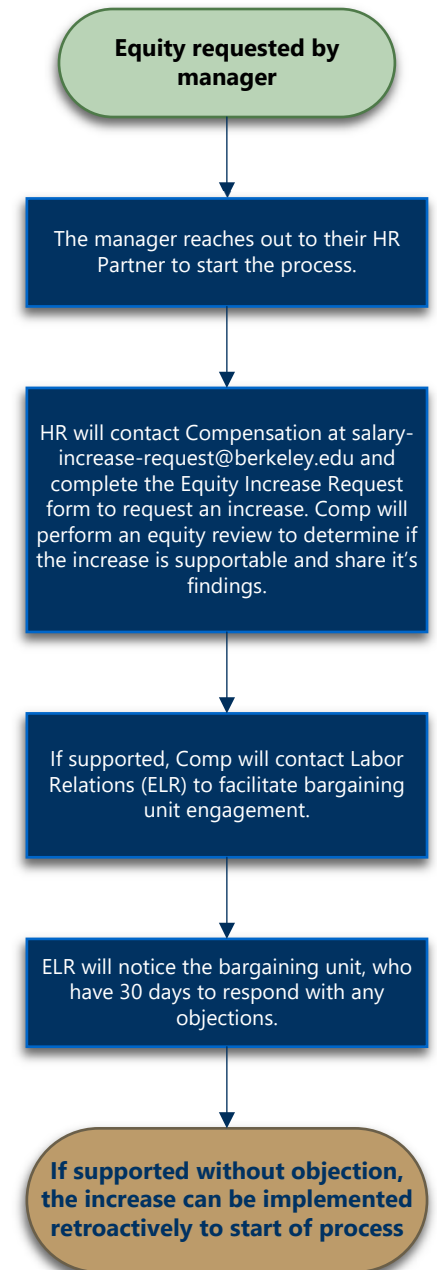 Equity requested by
manager
The manager reaches out to their HR
Partner to start the process.
HR will contact Compensation at salary-
increase-request@berkeley.edu and
complete the Equity Increase Request
form to request an increase. Comp will
perform an equity review to determine if
the increase is supportable and share it’s
findings.
If supported, Comp will contact Labor
Relations (ELR) to facilitate bargaining
unit engagement.
ELR will notice the bargaining unit, who
have 30 days to respond with any
objections.
If supported without objection,
the increase can be implemented
retroactively to start of process